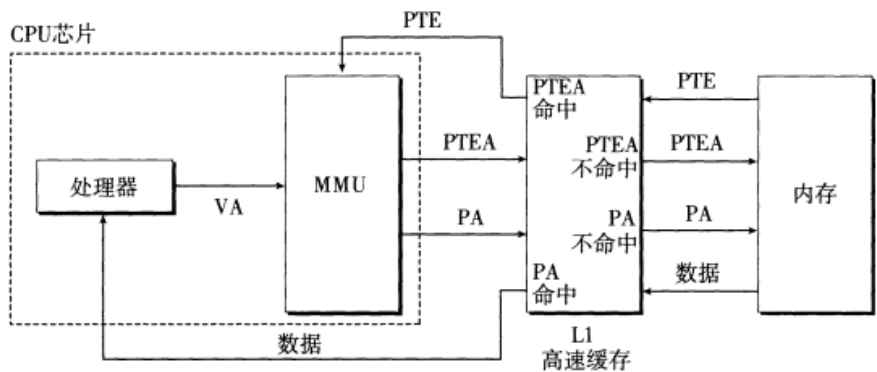 PTE
CPU芯片
PTEA
命中
PTE
PTEA
PTEA
不命中
PTEA
处理器
VA
MMU
内存
PA
PA
不命中
PA
PA
命中
数据
数据
L1
高速缓存